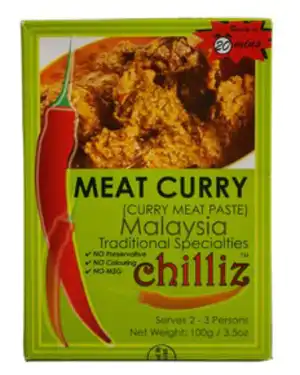 Ready in
20 mins
MEAT CURRY
(CURRY MEAT PASTE)
Malaysia
Traditional Specialties
✔ NO Preservative
✔ NO Colouring
✔ NO MSG
chilliz™
Serves 2 - 3 Persons
Net Weight: 100g / 3.5oz